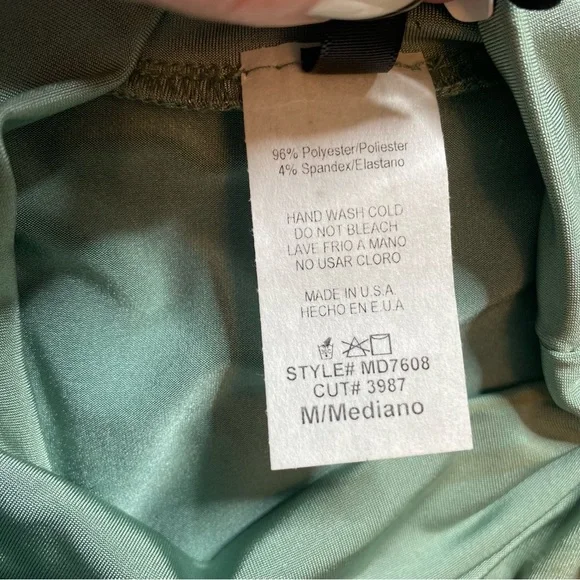 96% Polyester/Poliester
4% Spandex/Elastano
HAND WASH COLD
DO NOT BLEACH
LAVE FRIO A MANO
NO USAR CLORO
MADE IN U.S.A
HECHO EN E.U.A
STYLE# MD7608
CUT# 3987
M/Mediano